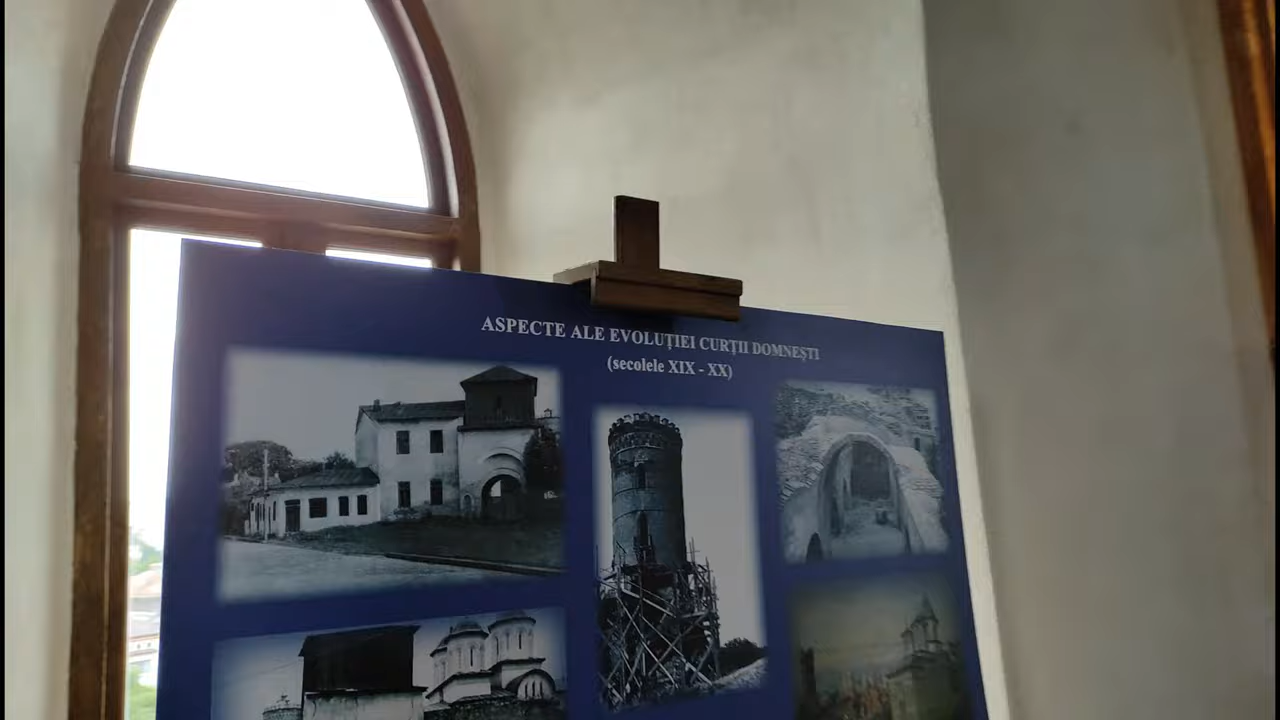 ASPECTE ALE EVOLUȚIEI CURȚII DOMNEȘTI
(secolele XIX - XX)